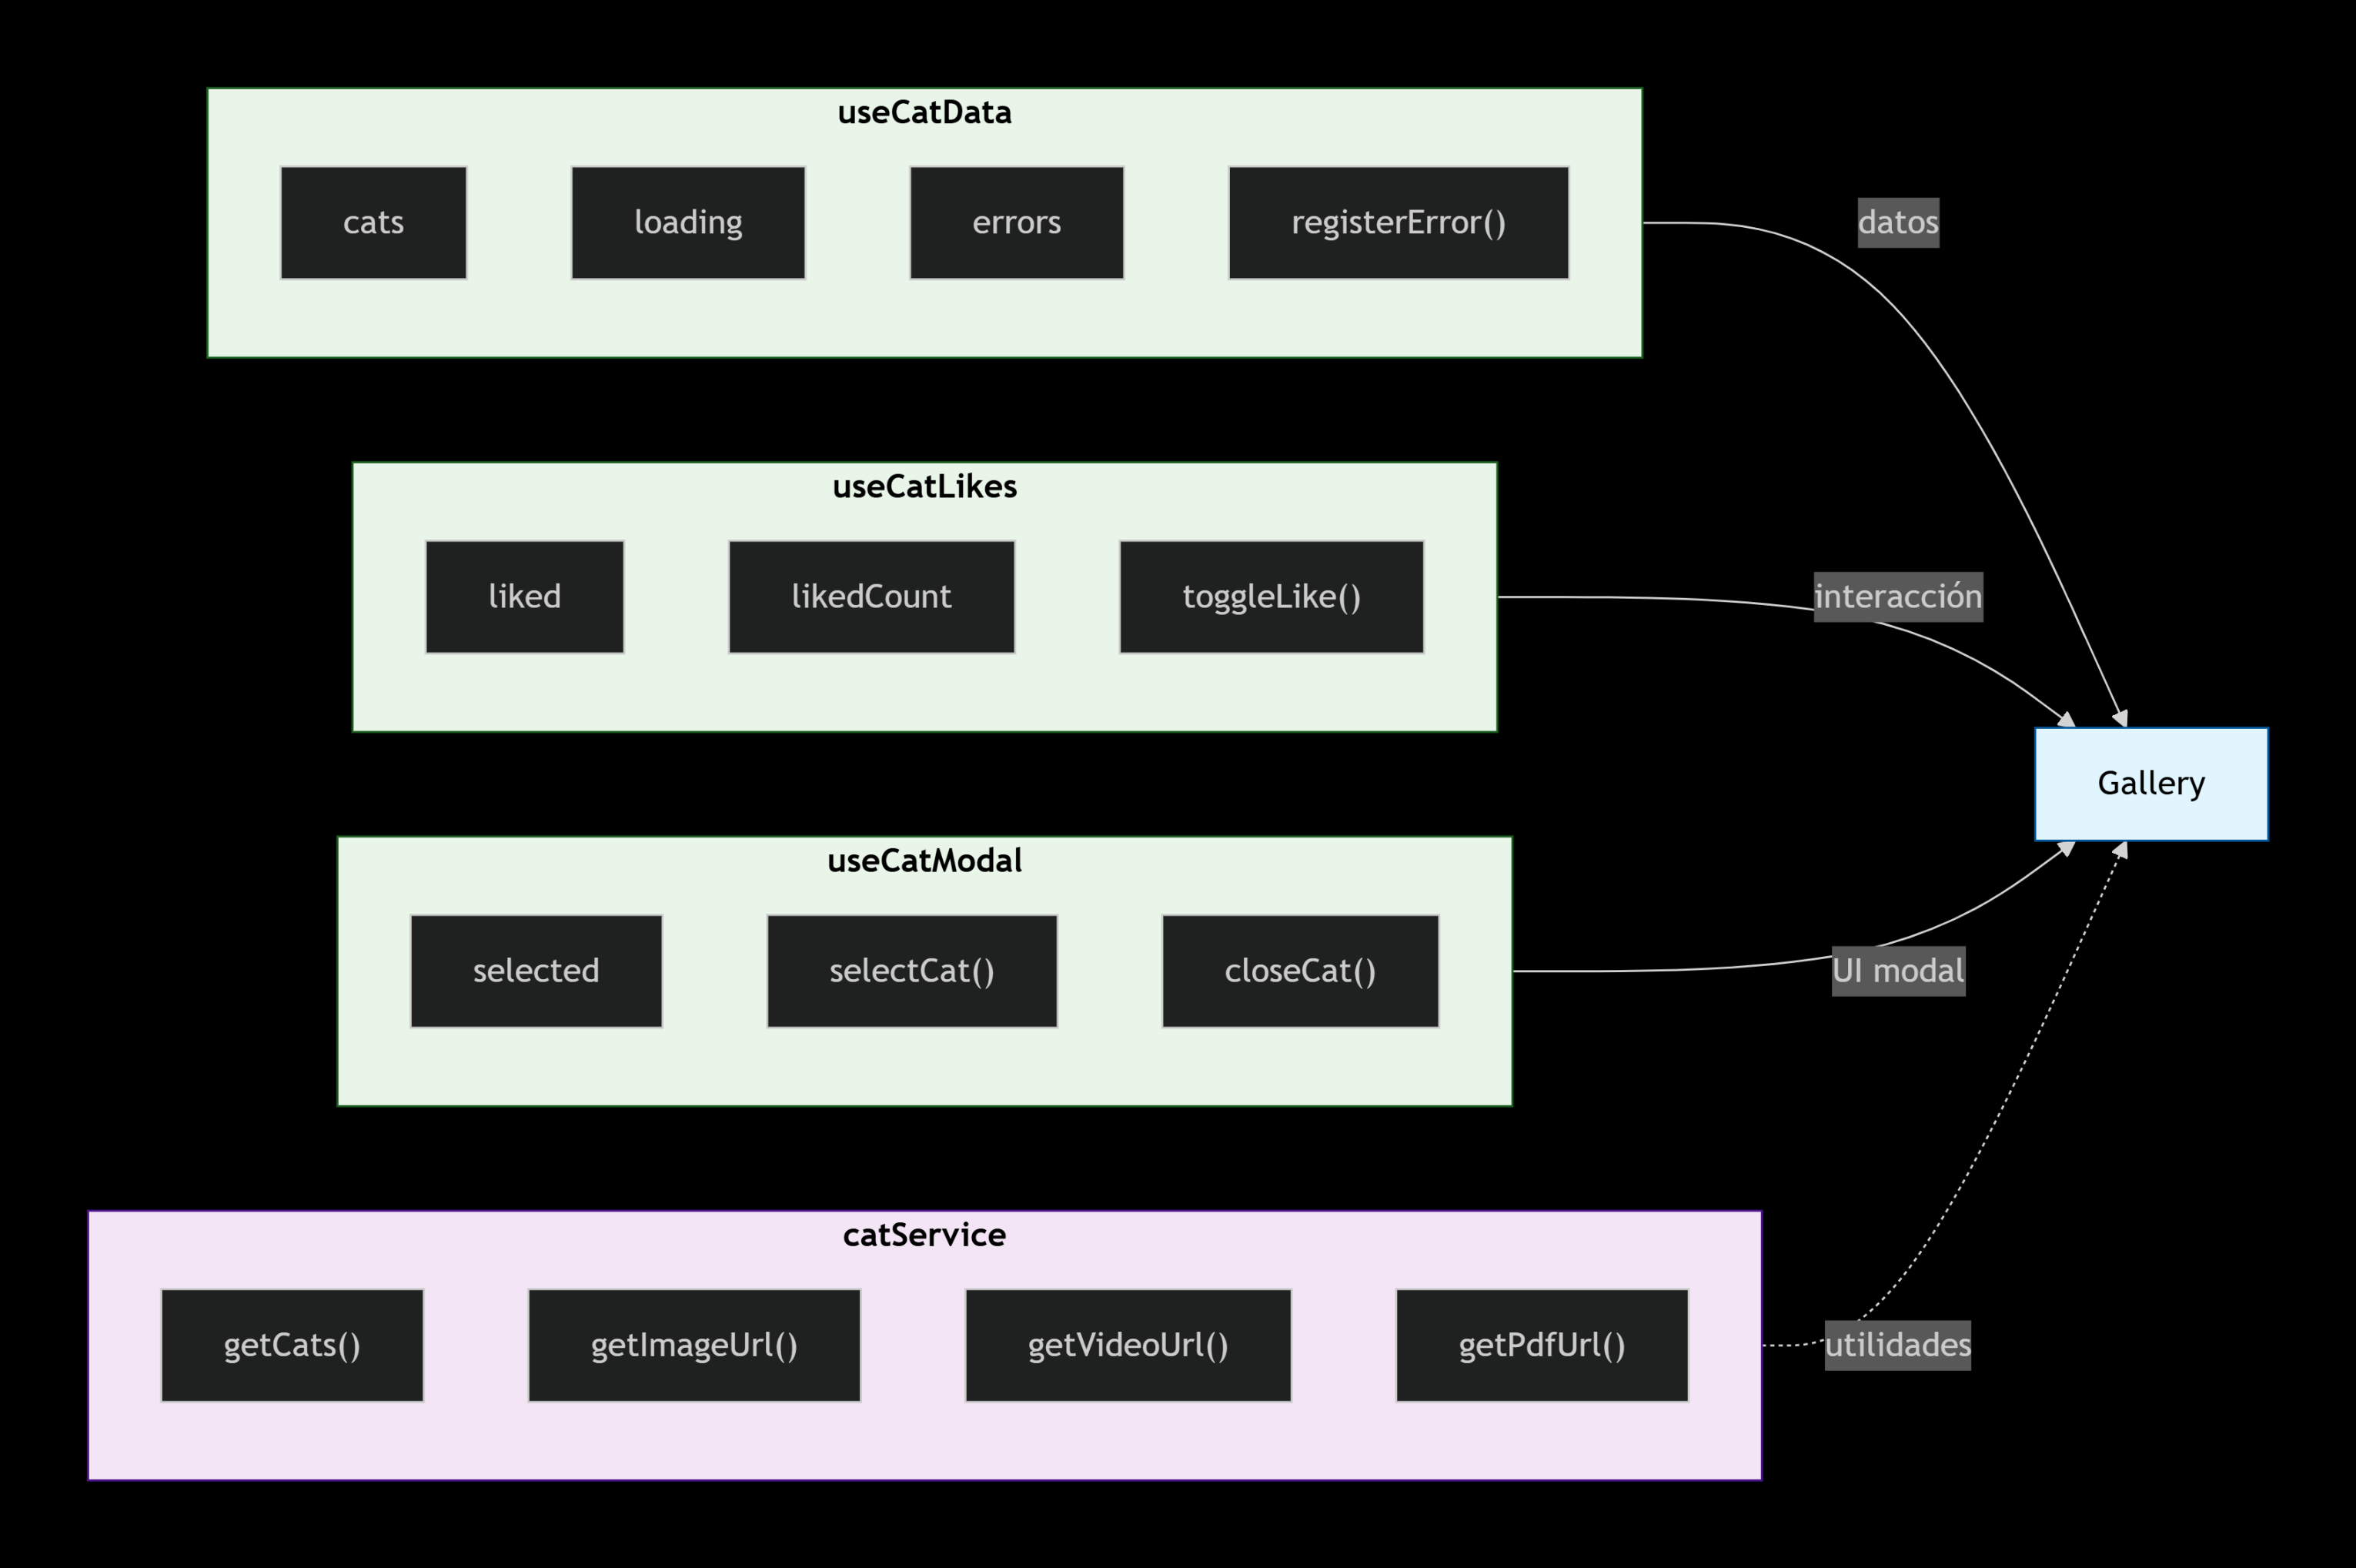 useCatData
cats
loading
errors
registerError()
datos
useCatLikes
liked
likedCount
toggleLike()
interacción
Gallery
useCatModal
selected
selectCat()
closeCat()
UI modal
catService
getCats()
getImageUrl()
getVideoUrl()
getPdfUrl()
utilidades